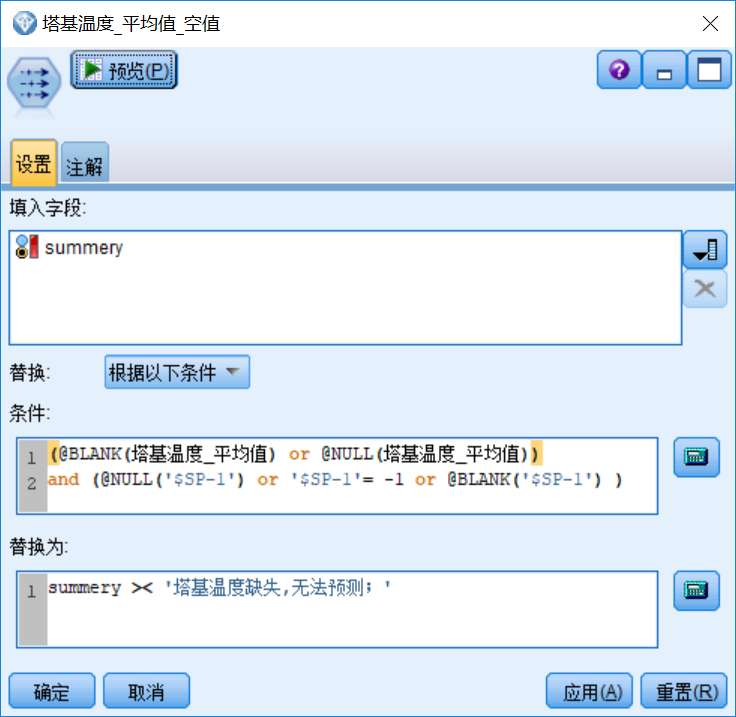 塔基温度_平均值_空值
预览(P)
设置 注解
填入字段:
summery
替换: 根据以下条件
条件:
1 (@BLANK(塔基温度_平均值) or @NULL(塔基温度_平均值))
2 and (@NULL('$SP-1') or '$SP-1'= -1 or @BLANK('$SP-1') )
替换为:
1 summery >< '塔基温度缺失,无法预测；'
确定 取消 应用(A) 重置(R)